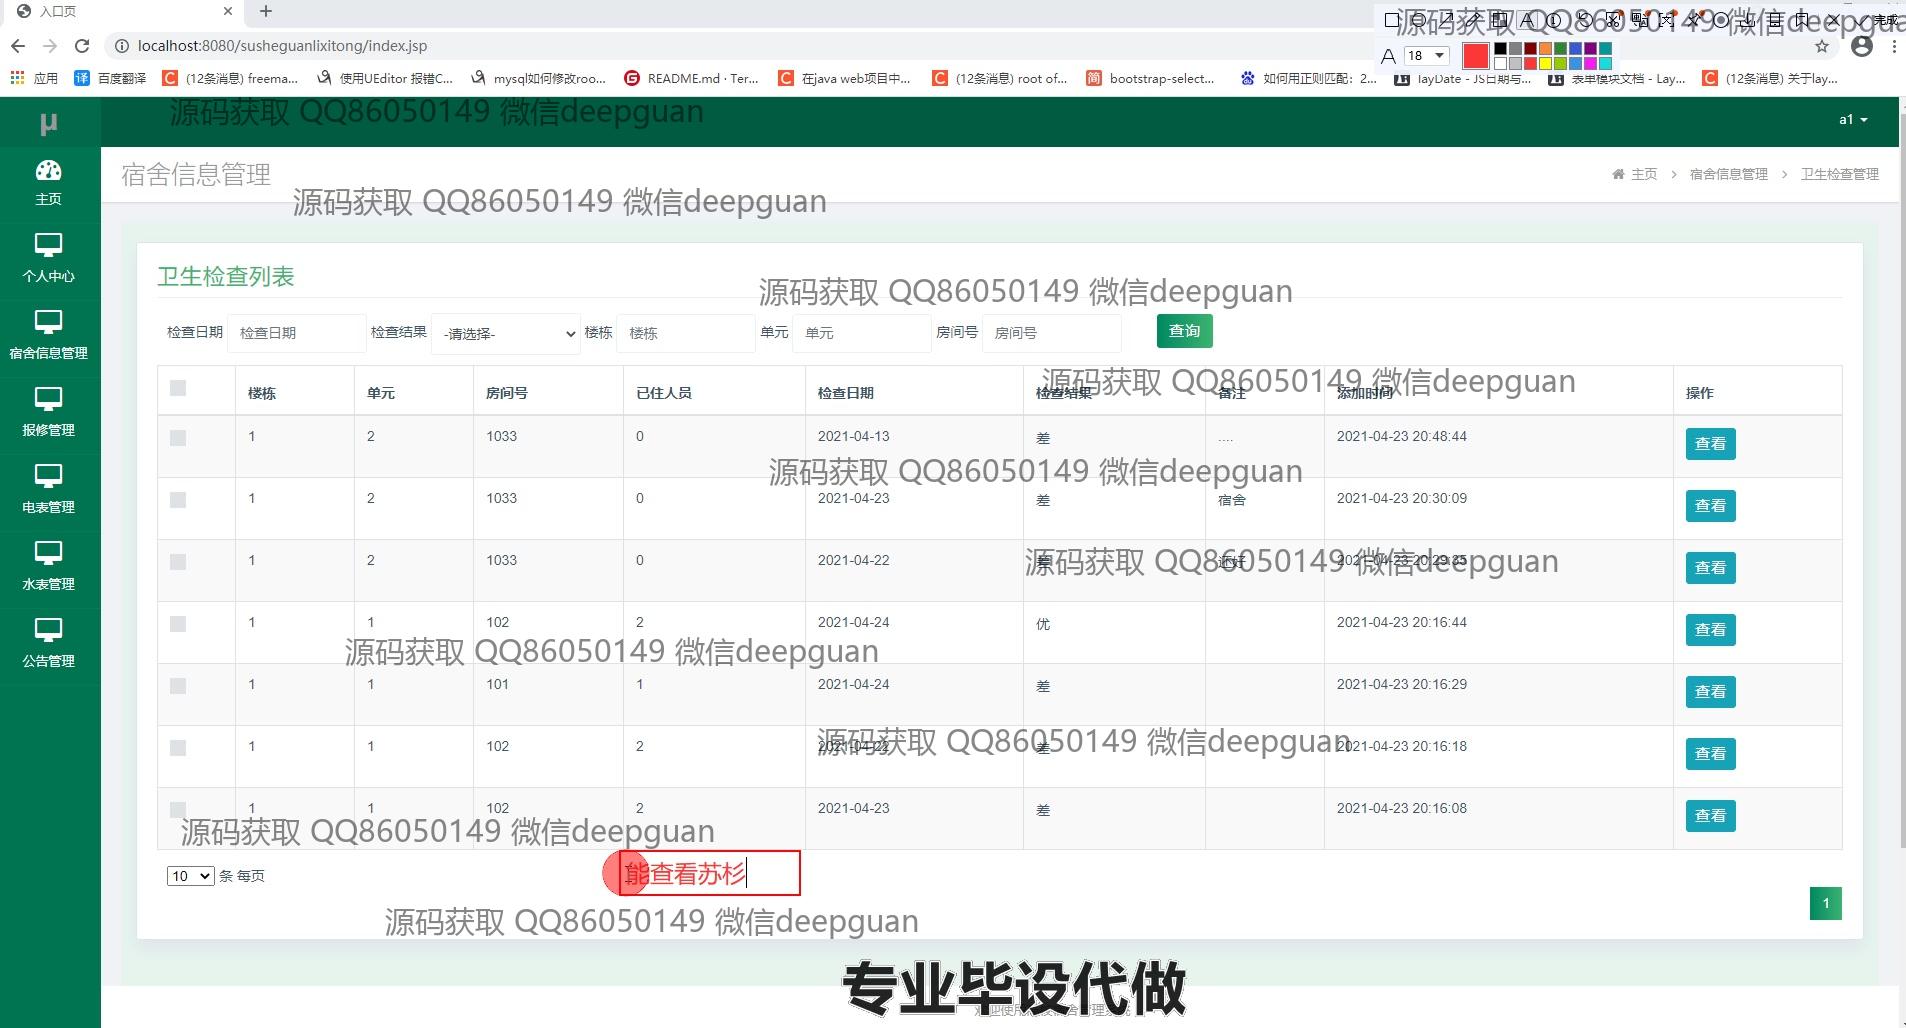 入口页
完成
localhost:8080/susheguanlixitong/index.jsp
18
应用 百度翻译 (12条消息) freema... 使用UEditor 报错C... mysql如何修改roo... README.md · Ter... 在java web项目中... (12条消息) root of... bootstrap-select... 如何用正则匹配：2... layDate - JS日期与... 表单模块文档 - Lay... (12条消息) 关于lay...
源码获取 QQ86050149 微信deepguan
源码获取 QQ86050149 微信deepgua
μ
a1
主页
个人中心
宿舍信息管理
报修管理
电表管理
水表管理
公告管理
宿舍信息管理
主页 > 宿舍信息管理 > 卫生检查管理
源码获取 QQ86050149 微信deepguan
卫生检查列表
源码获取 QQ86050149 微信deepguan
检查日期 检查日期 检查结果 -请选择- 楼栋 楼栋 单元 单元 房间号 房间号 查询
源码获取 QQ86050149 微信deepguan
楼栋 单元 房间号 已住人员 检查日期 检查结果 备注 添加时间 操作
1 2 1033 0 2021-04-13 差 .... 2021-04-23 20:48:44 查看
源码获取 QQ86050149 微信deepguan
1 2 1033 0 2021-04-23 差 宿舍 2021-04-23 20:30:09 查看
源码获取 QQ86050149 微信deepguan
1 2 1033 0 2021-04-22 差 还好 2021-04-23 20:29:35 查看
1 1 102 2 2021-04-24 优 2021-04-23 20:16:44 查看
源码获取 QQ86050149 微信deepguan
1 1 101 1 2021-04-24 差 2021-04-23 20:16:29 查看
源码获取 QQ86050149 微信deepguan
1 1 102 2 2021-04-22 差 2021-04-23 20:16:18 查看
1 1 102 2 2021-04-23 差 2021-04-23 20:16:08 查看
源码获取 QQ86050149 微信deepguan
10 条 每页
能查看苏杉
1
源码获取 QQ86050149 微信deepguan
专业毕设代做